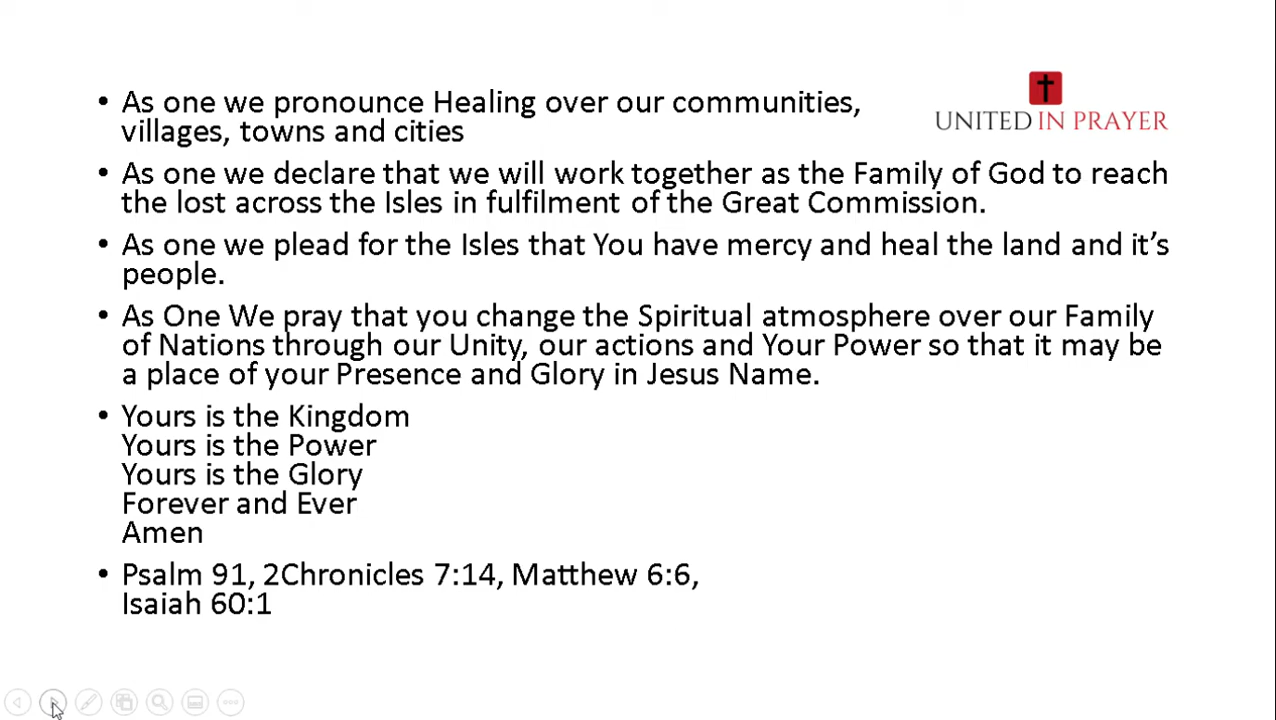 • As one we pronounce Healing over our communities,
villages, towns and cities
UNITED IN PRAYER
• As one we declare that we will work together as the Family of God to reach
the lost across the Isles in fulfilment of the Great Commission.
• As one we plead for the Isles that You have mercy and heal the land and it's
people.
• As One We pray that you change the Spiritual atmosphere over our Family
of Nations through our Unity, our actions and Your Power so that it may be
a place of your Presence and Glory in Jesus Name.
• Yours is the Kingdom
Yours is the Power
Yours is the Glory
Forever and Ever
Amen
• Psalm 91, 2Chronicles 7:14, Matthew 6:6,
Isaiah 60:1